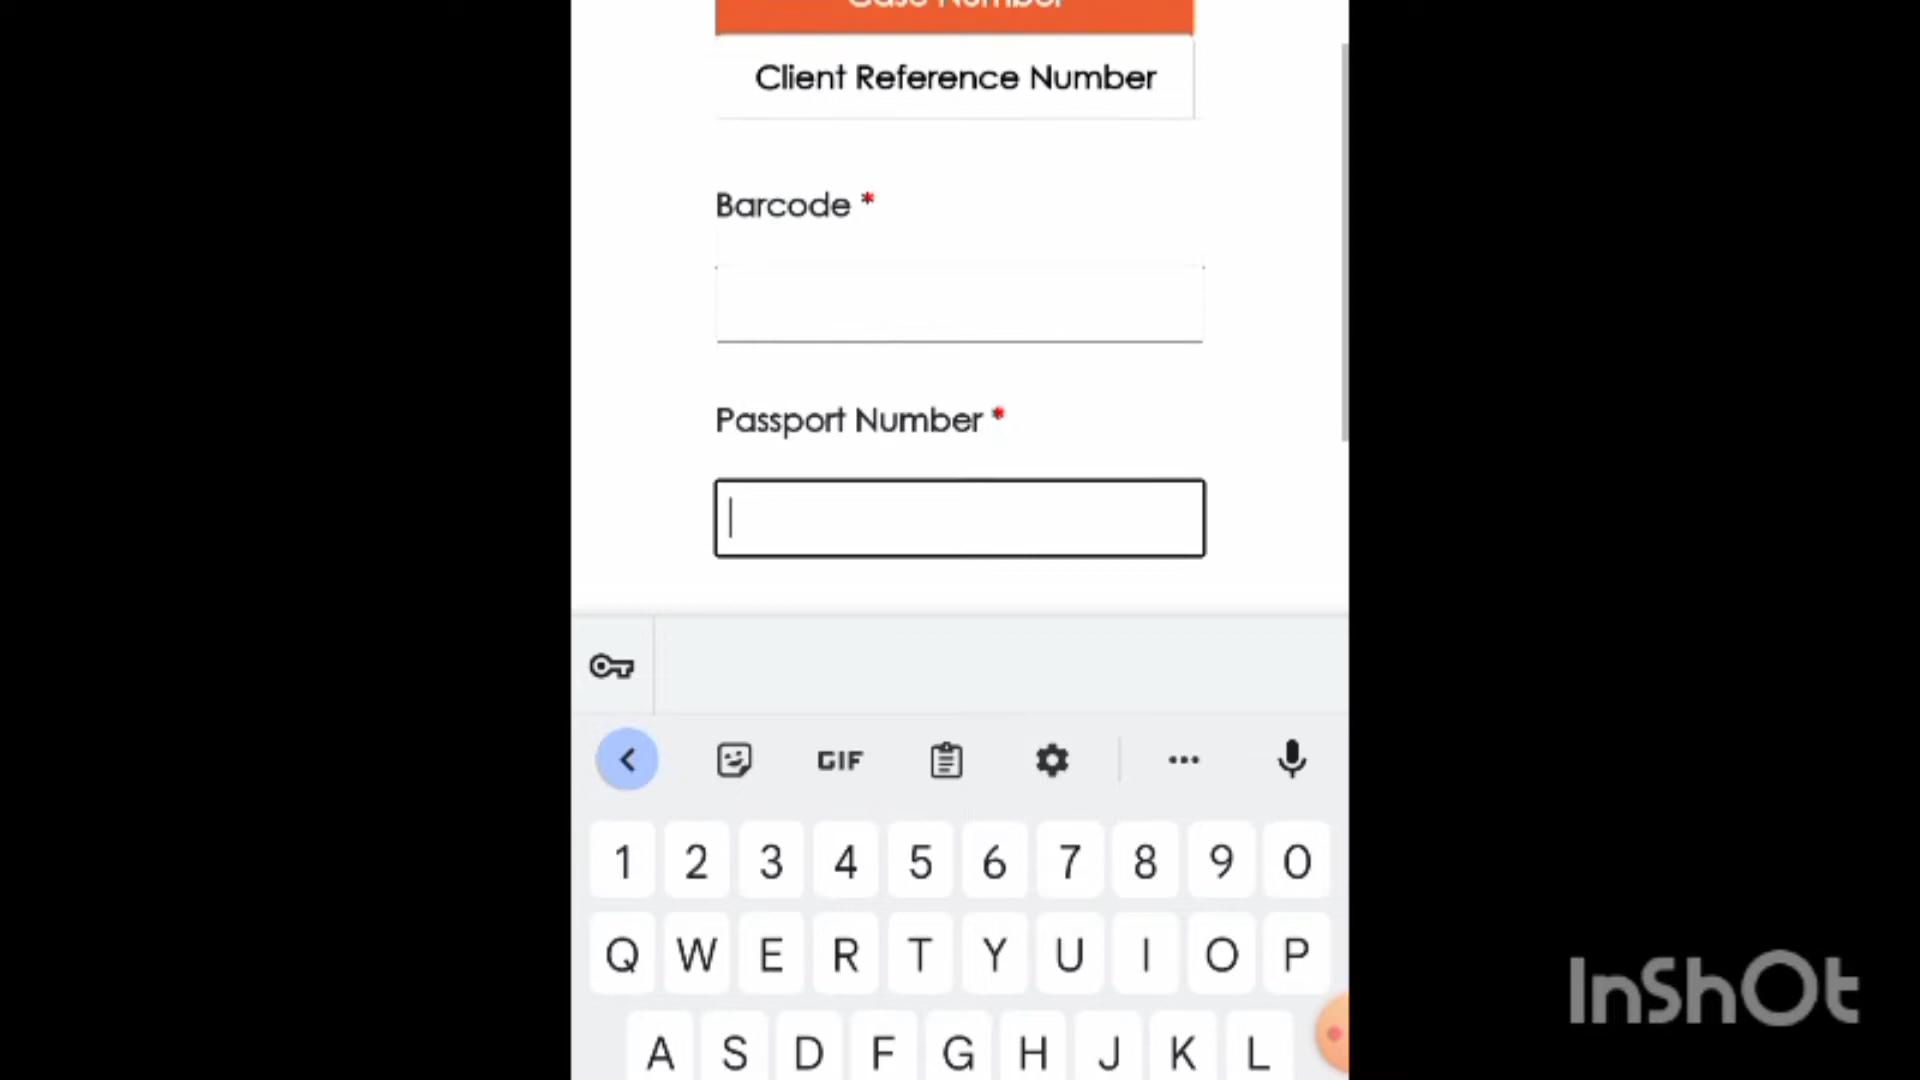 Case Number
Client Reference Number
Barcode *
Passport Number *
GIF
1 2 3 4 5 6 7 8 9 0
Q W E R T Y U I O P
A S D F G H J K L
InShOt